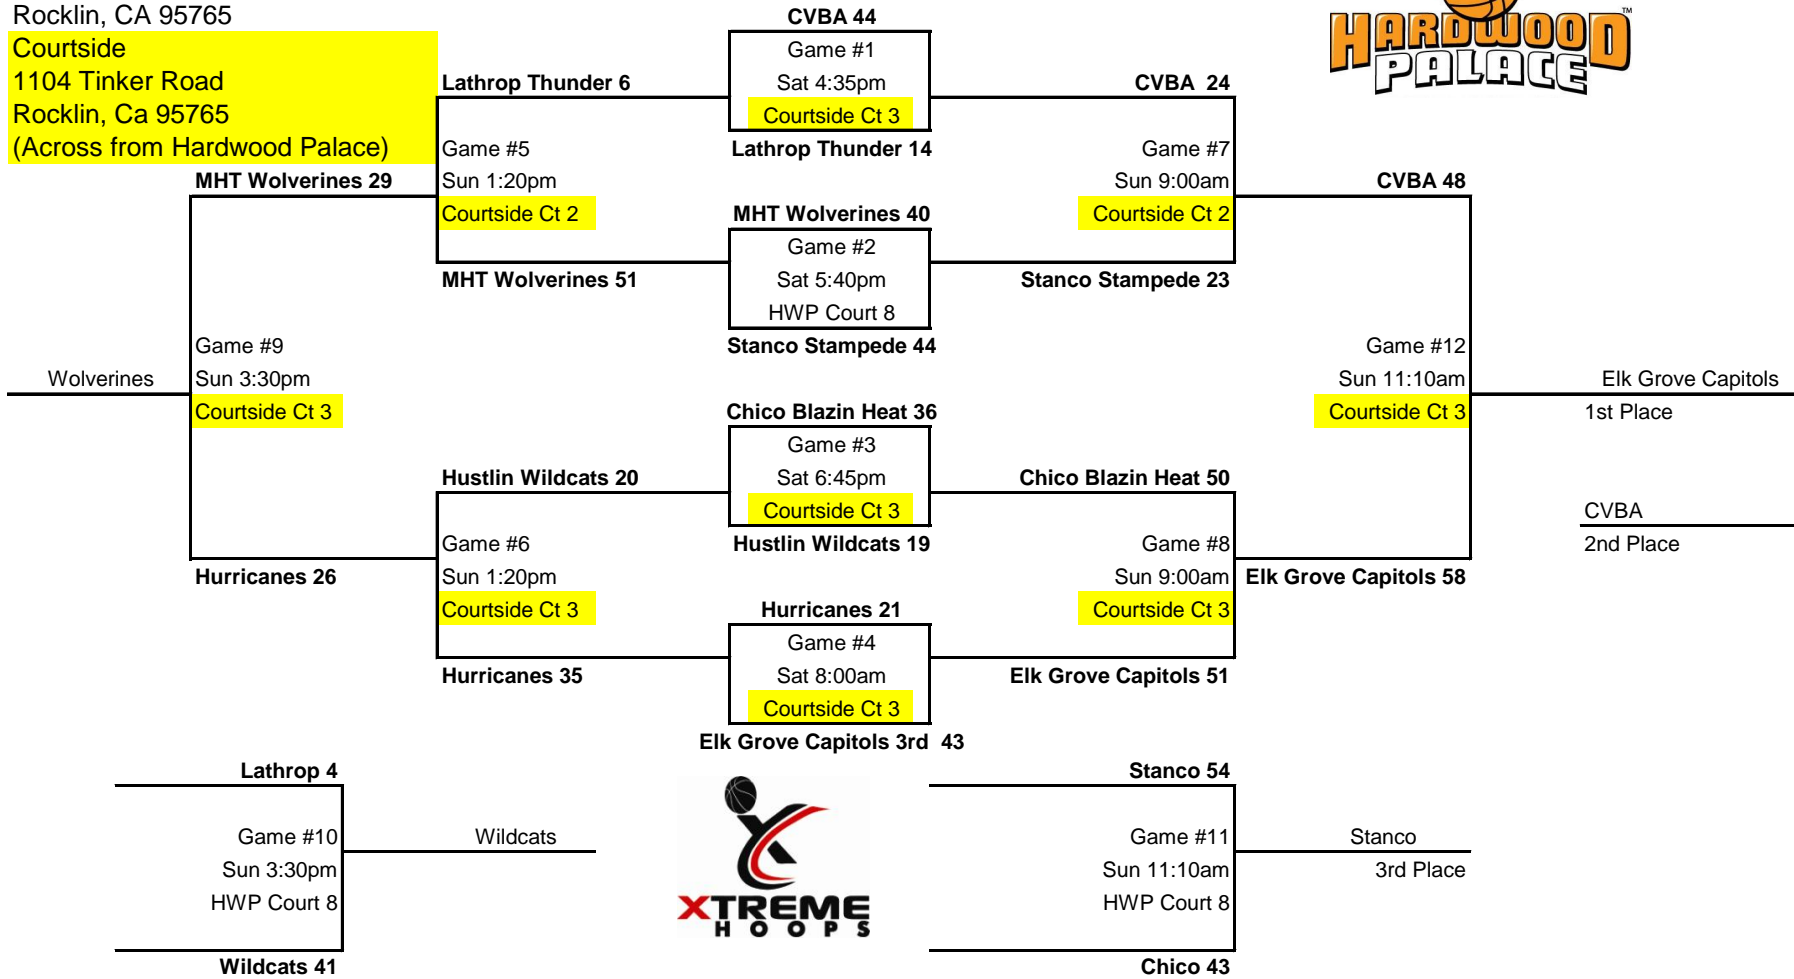 Rocklin, CA 95765
Courtside
1104 Tinker Road
Rocklin, Ca 95765
(Across from Hardwood Palace)
HARDWOOD
PALACE
TM
CVBA 44
Game #1
Sat 4:35pm
Courtside Ct 3
Lathrop Thunder 14
Lathrop Thunder 6
Game #5
Sun 1:20pm
Courtside Ct 2
MHT Wolverines 51
CVBA  24
Game #7
Sun 9:00am
Courtside Ct 2
Stanco Stampede 23
MHT Wolverines 29
CVBA 48
MHT Wolverines 40
Game #2
Sat 5:40pm
HWP Court 8
Stanco Stampede 44
Game #9
Sun 3:30pm
Courtside Ct 3
Wolverines
Game #12
Sun 11:10am
Courtside Ct 3
Elk Grove Capitols
1st Place
Chico Blazin Heat 36
Game #3
Sat 6:45pm
Courtside Ct 3
Hustlin Wildcats 19
Hustlin Wildcats 20
Game #6
Sun 1:20pm
Courtside Ct 3
Hurricanes 35
Chico Blazin Heat 50
Game #8
Sun 9:00am
Courtside Ct 3
Elk Grove Capitols 51
CVBA
2nd Place
Hurricanes 26
Elk Grove Capitols 58
Hurricanes 21
Game #4
Sat 8:00am
Courtside Ct 3
Elk Grove Capitols 3rd  43
Lathrop 4
Game #10
Sun 3:30pm
HWP Court 8
Wildcats 41
Wildcats
XTREME
HOOPS
Stanco 54
Game #11
Sun 11:10am
HWP Court 8
Chico 43
Stanco
3rd Place